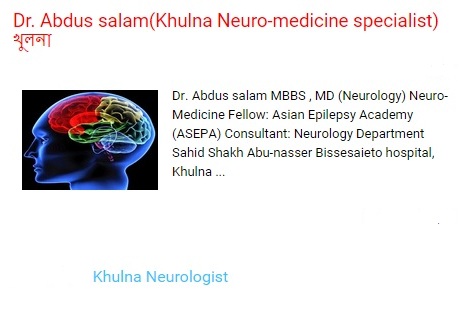 Dr. Abdus salam(Khulna Neuro-medicine specialist)
খুলনা
Dr. Abdus salam MBBS , MD (Neurology) Neuro-
Medicine Fellow: Asian Epilepsy Academy
(ASEPA) Consultant: Neurology Department
Sahid Shakh Abu-nasser Bissesaieto hospital,
Khulna ...
.
Khulna Neurologist